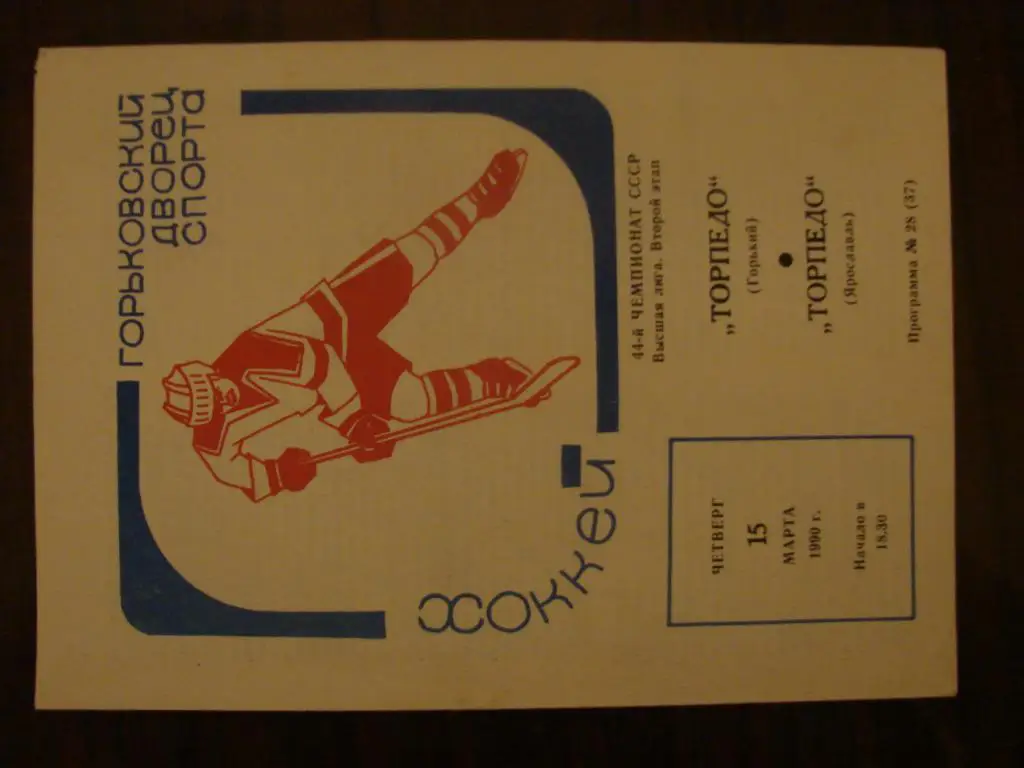 ГОРЬКОВСКИЙ
ДВОРЕЦ
СПОРТА
ХОККЕЙ
44-й ЧЕМПИОНАТ СССР
Высшая лига. Второй этап
ЧЕТВЕРГ
15
МАРТА
1990 г.
Начало в
18.30
„ТОРПЕДО“
(Горький)
„ТОРПЕДО“
(Ярославль)
Программа № 28 (37)